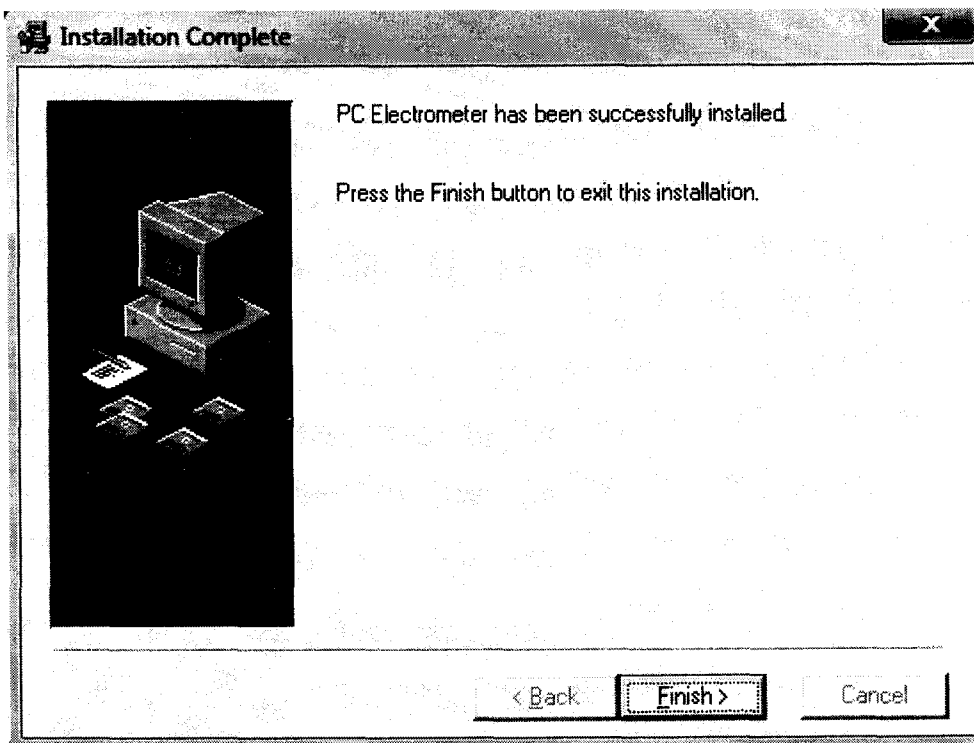 Installation Complete
X
PC Electrometer has been successfully installed.
Press the Finish button to exit this installation.
< Back
Finish >
Cancel